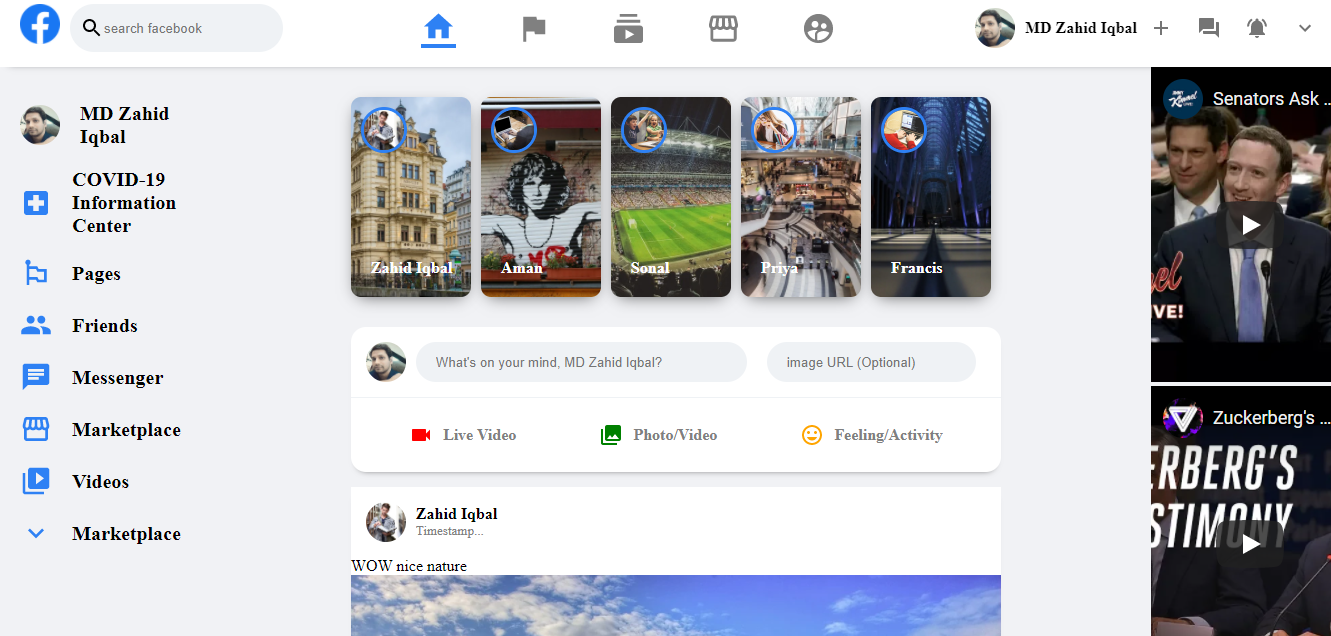 search facebook
MD Zahid Iqbal
MD Zahid
Iqbal
COVID-19
Information
Center
Pages
Friends
Messenger
Marketplace
Videos
Marketplace
Zahid Iqbal
Aman
Sonal
Priya
Francis
What's on your mind, MD Zahid Iqbal?
image URL (Optional)
Live Video
Photo/Video
Feeling/Activity
Zahid Iqbal
Timestamp...
WOW nice nature
Senators Ask ...
VE!
Zuckerberg's ...
ERBERG'S
STIMONY